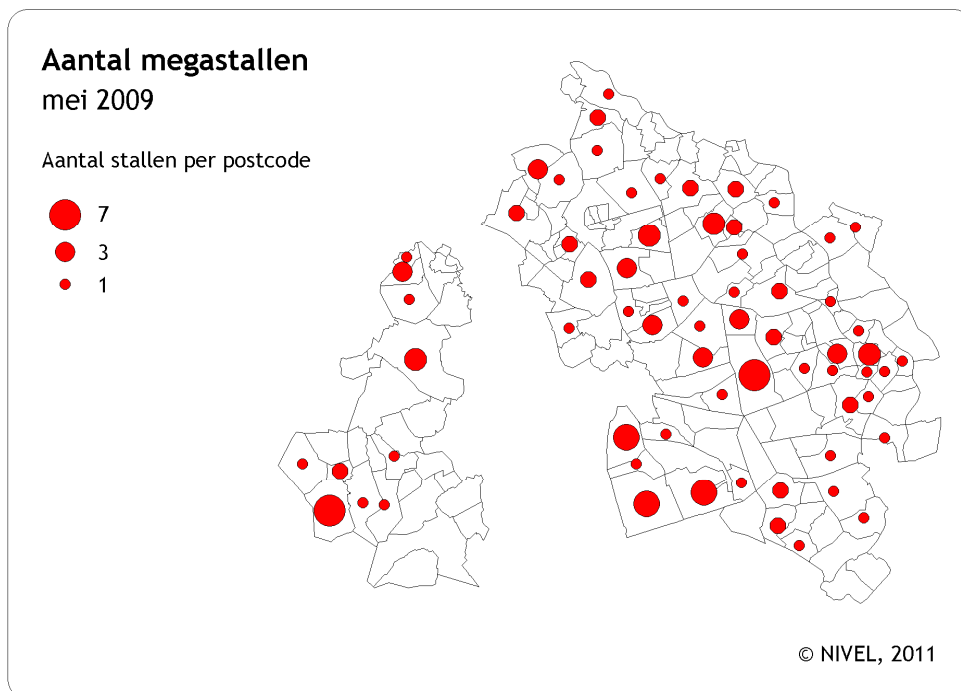 Aantal megastallen
mei 2009
Aantal stallen per postcode
7
3
1
© NIVEL, 2011